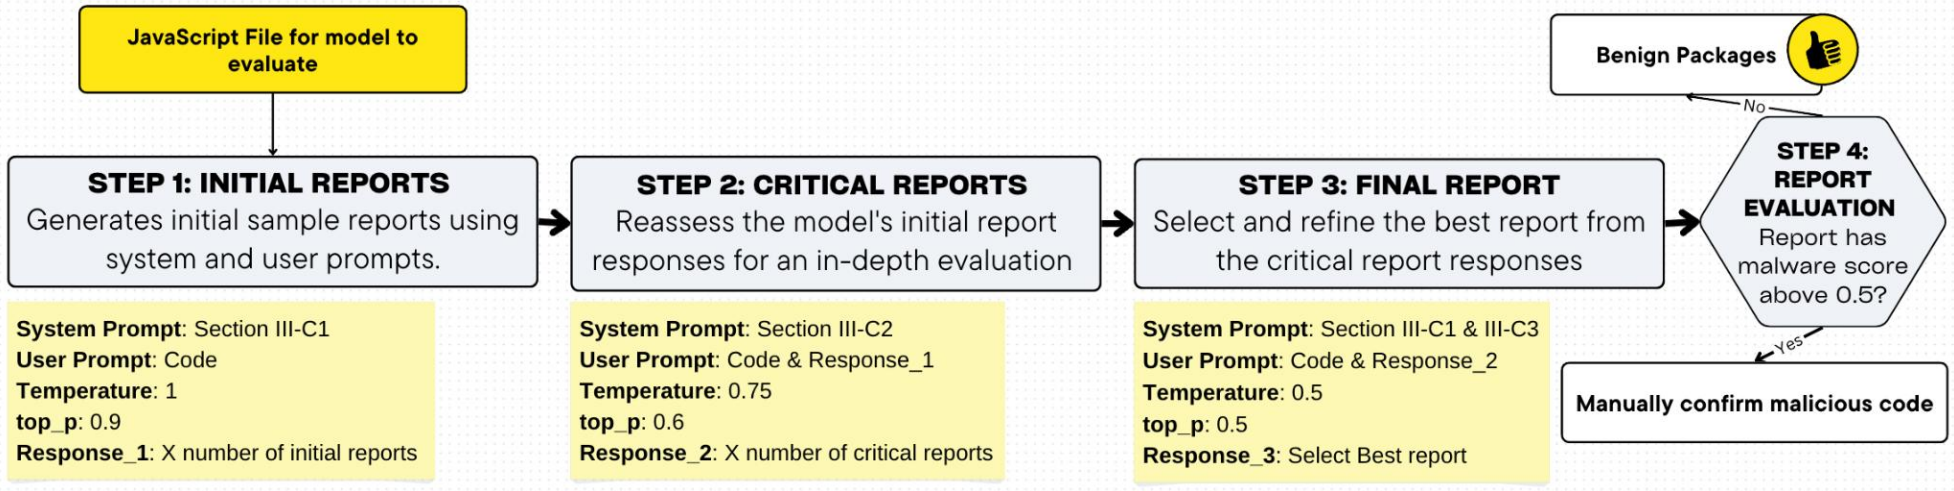 JavaScript File for model to
evaluate
STEP 1: INITIAL REPORTS
Generates initial sample reports using
system and user prompts.
System Prompt: Section III-C1
User Prompt: Code
Temperature: 1
top_p: 0.9
Response_1: X number of initial reports
STEP 2: CRITICAL REPORTS
Reassess the model's initial report
responses for an in-depth evaluation
System Prompt: Section III-C2
User Prompt: Code & Response_1
Temperature: 0.75
top_p: 0.6
Response_2: X number of critical reports
STEP 3: FINAL REPORT
Select and refine the best report from
the critical report responses
System Prompt: Section III-C1 & III-C3
User Prompt: Code & Response_2
Temperature: 0.5
top_p: 0.5
Response_3: Select Best report
STEP 4:
REPORT
EVALUATION
Report has
malware score
above 0.5?
No
Benign Packages
Yes
Manually confirm malicious code